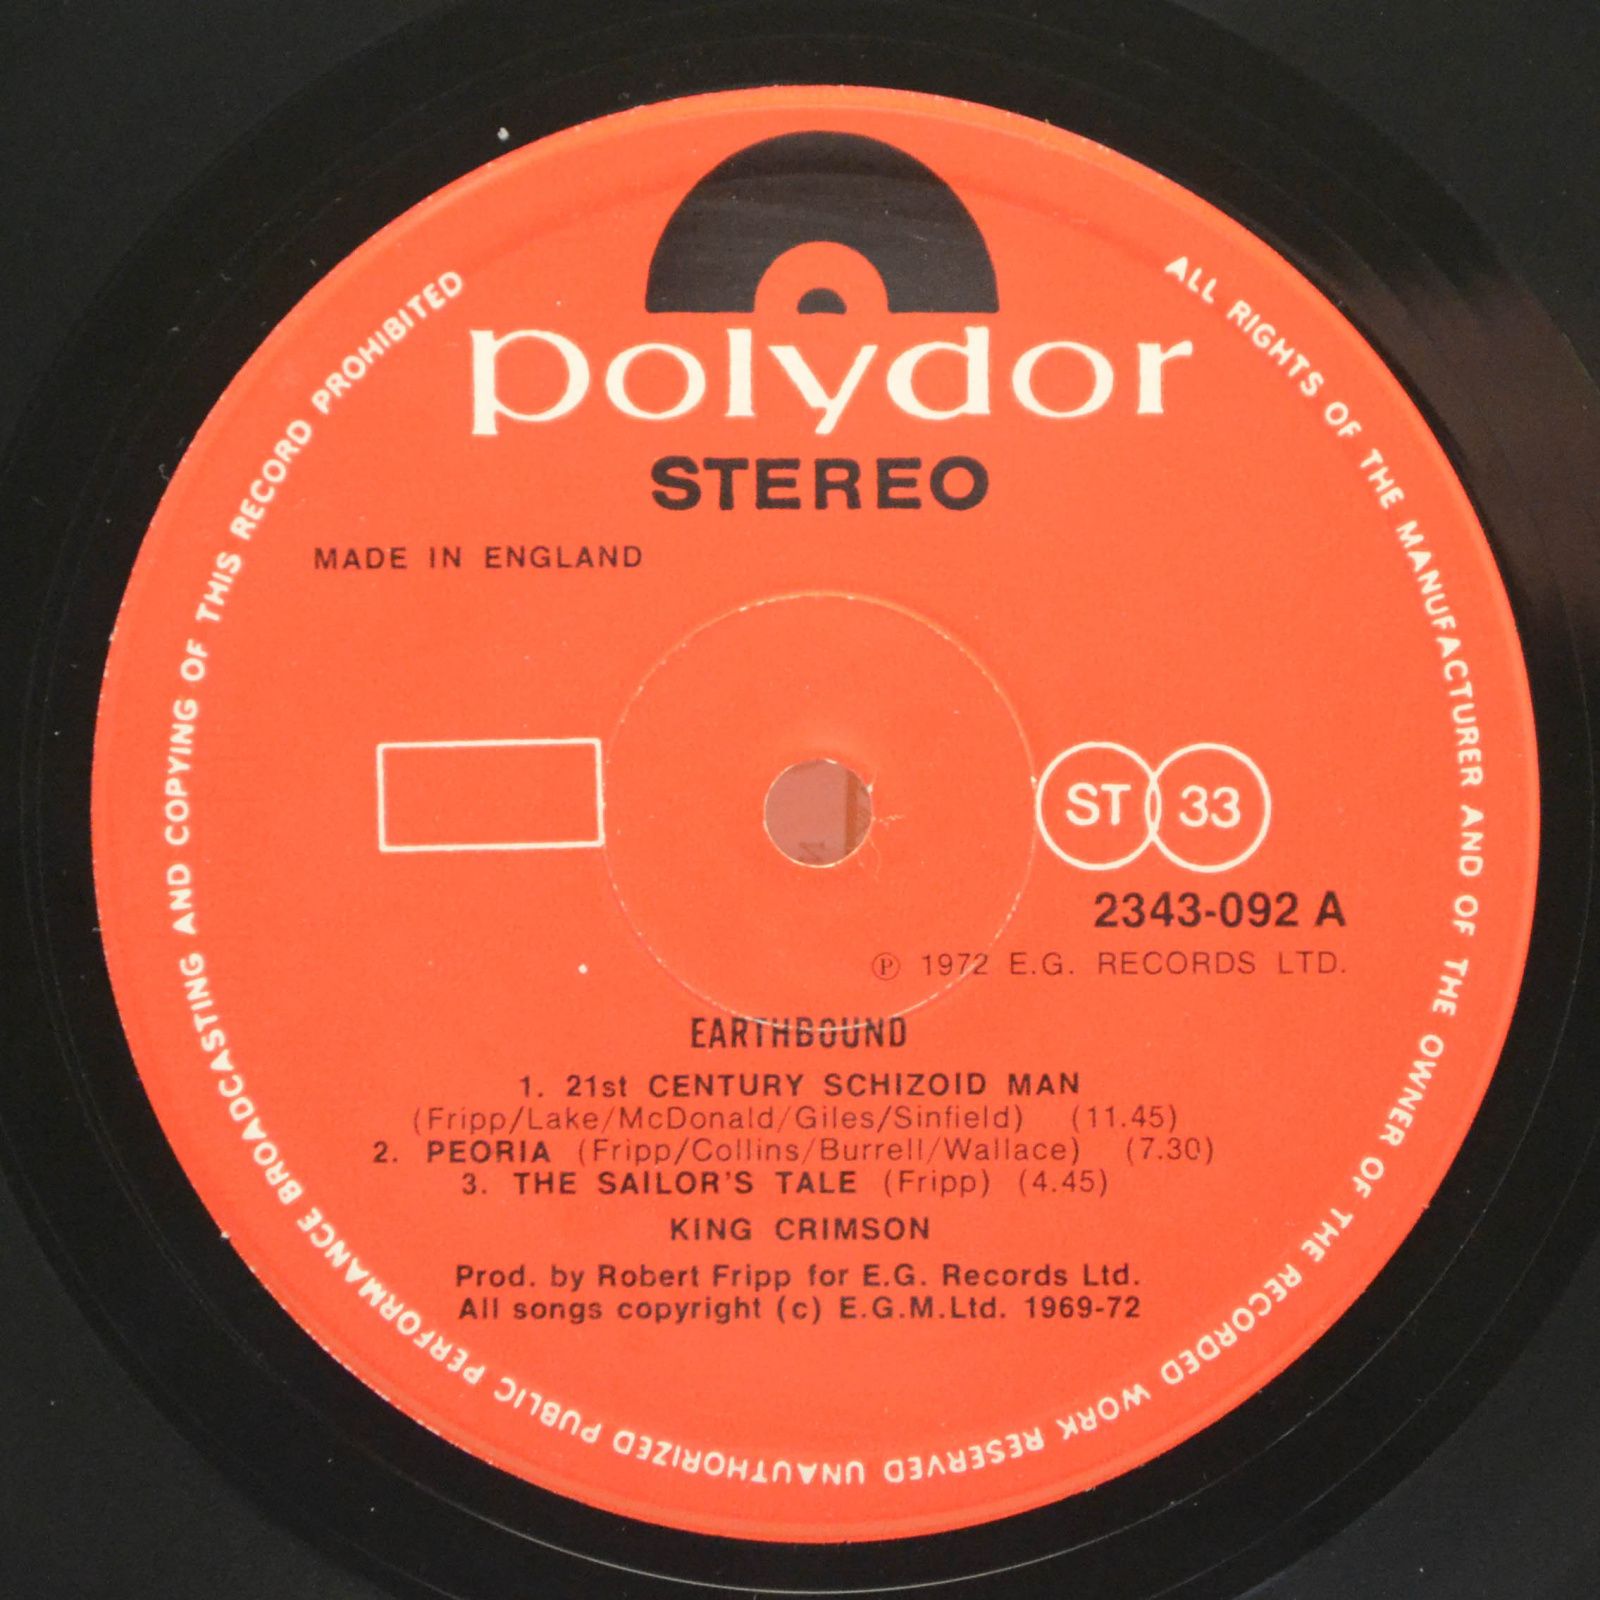 polydor
STEREO
MADE IN ENGLAND
ST 33
2343-092 A
Ⓟ 1972 E.G. RECORDS LTD.
EARTHBOUND
1. 21st CENTURY SCHIZOID MAN
(Fripp/Lake/McDonald/Giles/Sinfield) (11.45)
2. PEORIA (Fripp/Collins/Burrell/Wallace) (7.30)
3. THE SAILOR'S TALE (Fripp) (4.45)
KING CRIMSON
Prod. by Robert Fripp for E.G. Records Ltd.
All songs copyright (c) E.G.M.Ltd. 1969-72
ALL RIGHTS OF THE MANUFACTURER AND OF THE OWNER OF THE RECORDED WORK RESERVED UNAUTHORIZED PUBLIC PERFORMANCE BROADCASTING AND COPYING OF THIS RECORD PROHIBITED